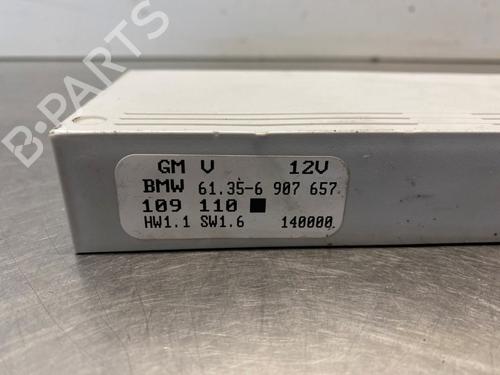 B-PARTS
GM V 12V
BMW 61.35-6 907 657
109 110
HW1.1 SW1.6 140000